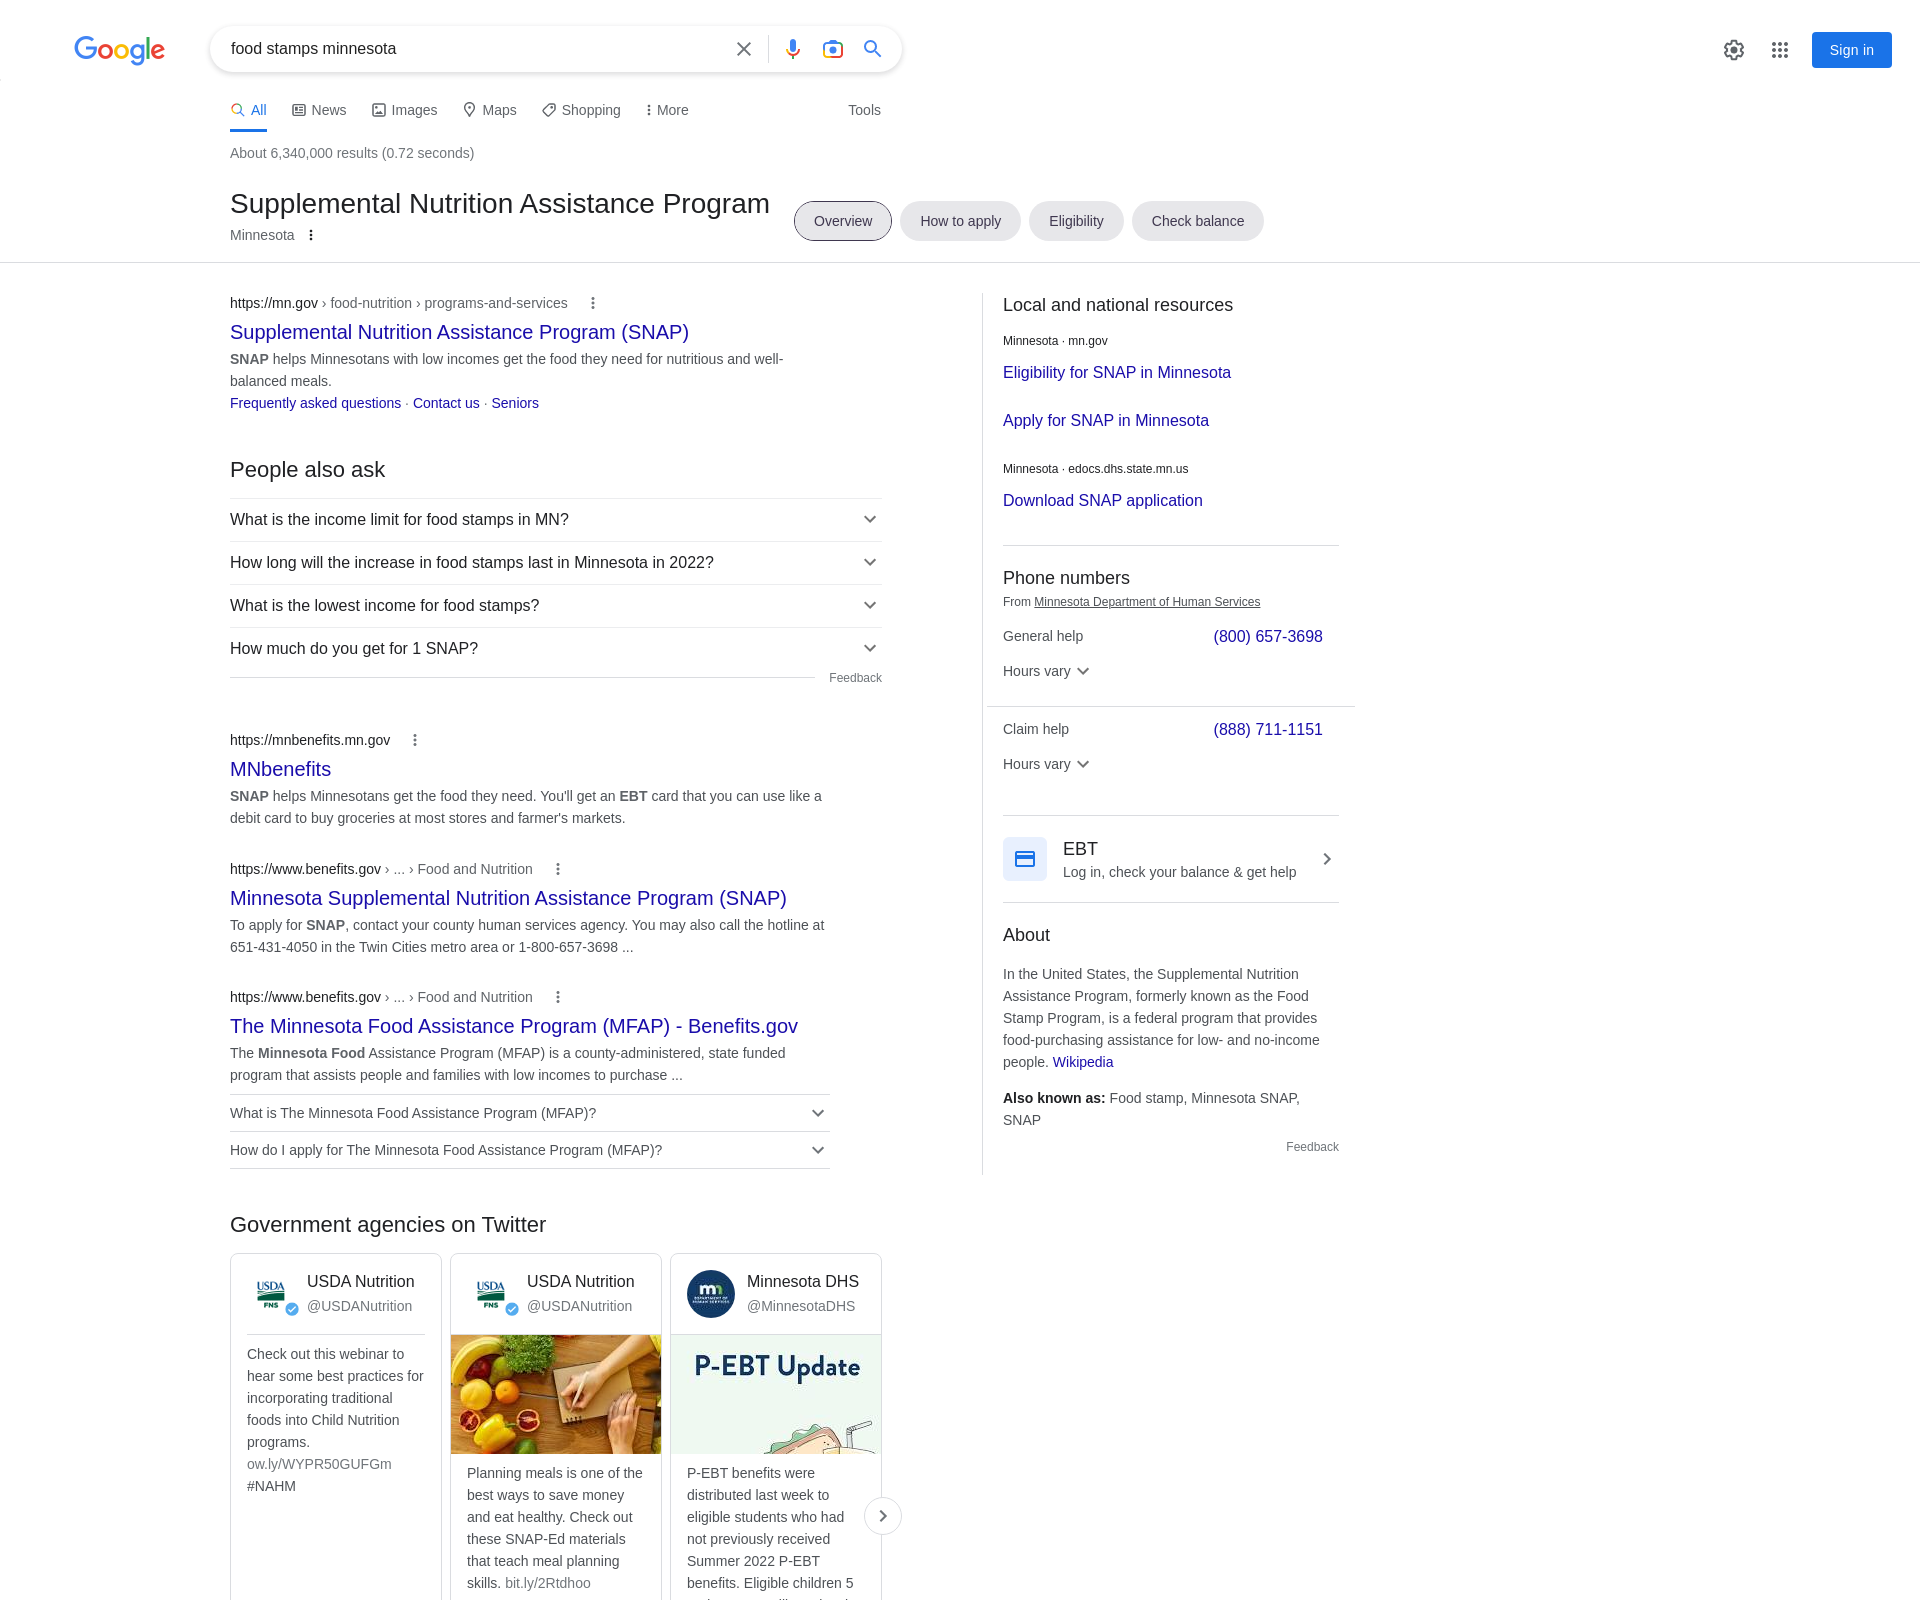 Google
food stamps minnesota
Sign in
All
News
Images
Maps
Shopping
More
Tools
About 6,340,000 results (0.72 seconds)
Supplemental Nutrition Assistance Program
Minnesota
Overview
How to apply
Eligibility
Check balance
https://mn.gov › food-nutrition › programs-and-services
Supplemental Nutrition Assistance Program (SNAP)
SNAP helps Minnesotans with low incomes get the food they need for nutritious and well-
balanced meals.
Frequently asked questions · Contact us · Seniors
People also ask
What is the income limit for food stamps in MN?
How long will the increase in food stamps last in Minnesota in 2022?
What is the lowest income for food stamps?
How much do you get for 1 SNAP?
Feedback
https://mnbenefits.mn.gov
MNbenefits
SNAP helps Minnesotans get the food they need. You'll get an EBT card that you can use like a
debit card to buy groceries at most stores and farmer's markets.
https://www.benefits.gov › ... › Food and Nutrition
Minnesota Supplemental Nutrition Assistance Program (SNAP)
To apply for SNAP, contact your county human services agency. You may also call the hotline at
651-431-4050 in the Twin Cities metro area or 1-800-657-3698 ...
https://www.benefits.gov › ... › Food and Nutrition
The Minnesota Food Assistance Program (MFAP) - Benefits.gov
The Minnesota Food Assistance Program (MFAP) is a county-administered, state funded
program that assists people and families with low incomes to purchase ...
What is The Minnesota Food Assistance Program (MFAP)?
How do I apply for The Minnesota Food Assistance Program (MFAP)?
Government agencies on Twitter
USDA
FNS
USDA Nutrition
@USDANutrition
Check out this webinar to
hear some best practices for
incorporating traditional
foods into Child Nutrition
programs.
ow.ly/WYPR50GUFGm
#NAHM
USDA
FNS
USDA Nutrition
@USDANutrition
Planning meals is one of the
best ways to save money
and eat healthy. Check out
these SNAP-Ed materials
that teach meal planning
skills. bit.ly/2Rtdhoo
mn
DEPARTMENT OF
HUMAN SERVICES
Minnesota DHS
@MinnesotaDHS
P-EBT Update
P-EBT benefits were
distributed last week to
eligible students who had
not previously received
Summer 2022 P-EBT
benefits. Eligible children 5
Local and national resources
Minnesota · mn.gov
Eligibility for SNAP in Minnesota
Apply for SNAP in Minnesota
Minnesota · edocs.dhs.state.mn.us
Download SNAP application
Phone numbers
From Minnesota Department of Human Services
General help
(800) 657-3698
Hours vary
Claim help
(888) 711-1151
Hours vary
EBT
Log in, check your balance & get help
About
In the United States, the Supplemental Nutrition
Assistance Program, formerly known as the Food
Stamp Program, is a federal program that provides
food-purchasing assistance for low- and no-income
people. Wikipedia
Also known as: Food stamp, Minnesota SNAP,
SNAP
Feedback